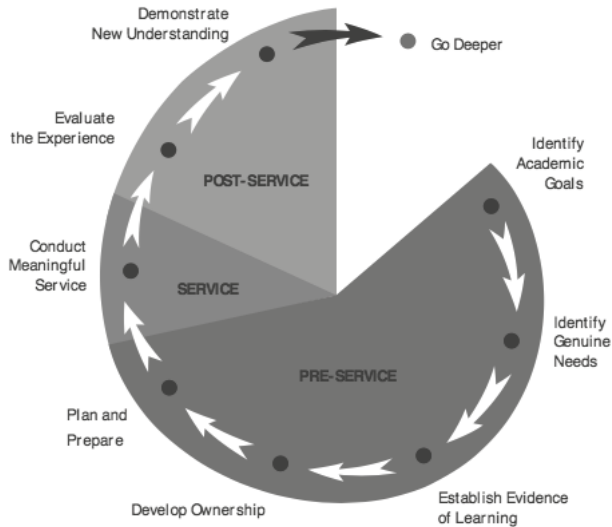 Demonstrate
New Understanding
Go Deeper
Evaluate
the Experience
Identify
Academic
Goals
POST-SERVICE
Conduct
Meaningful
Service
SERVICE
Identify
Genuine
Needs
PRE-SERVICE
Plan and
Prepare
Develop Ownership
Establish Evidence
of Learning